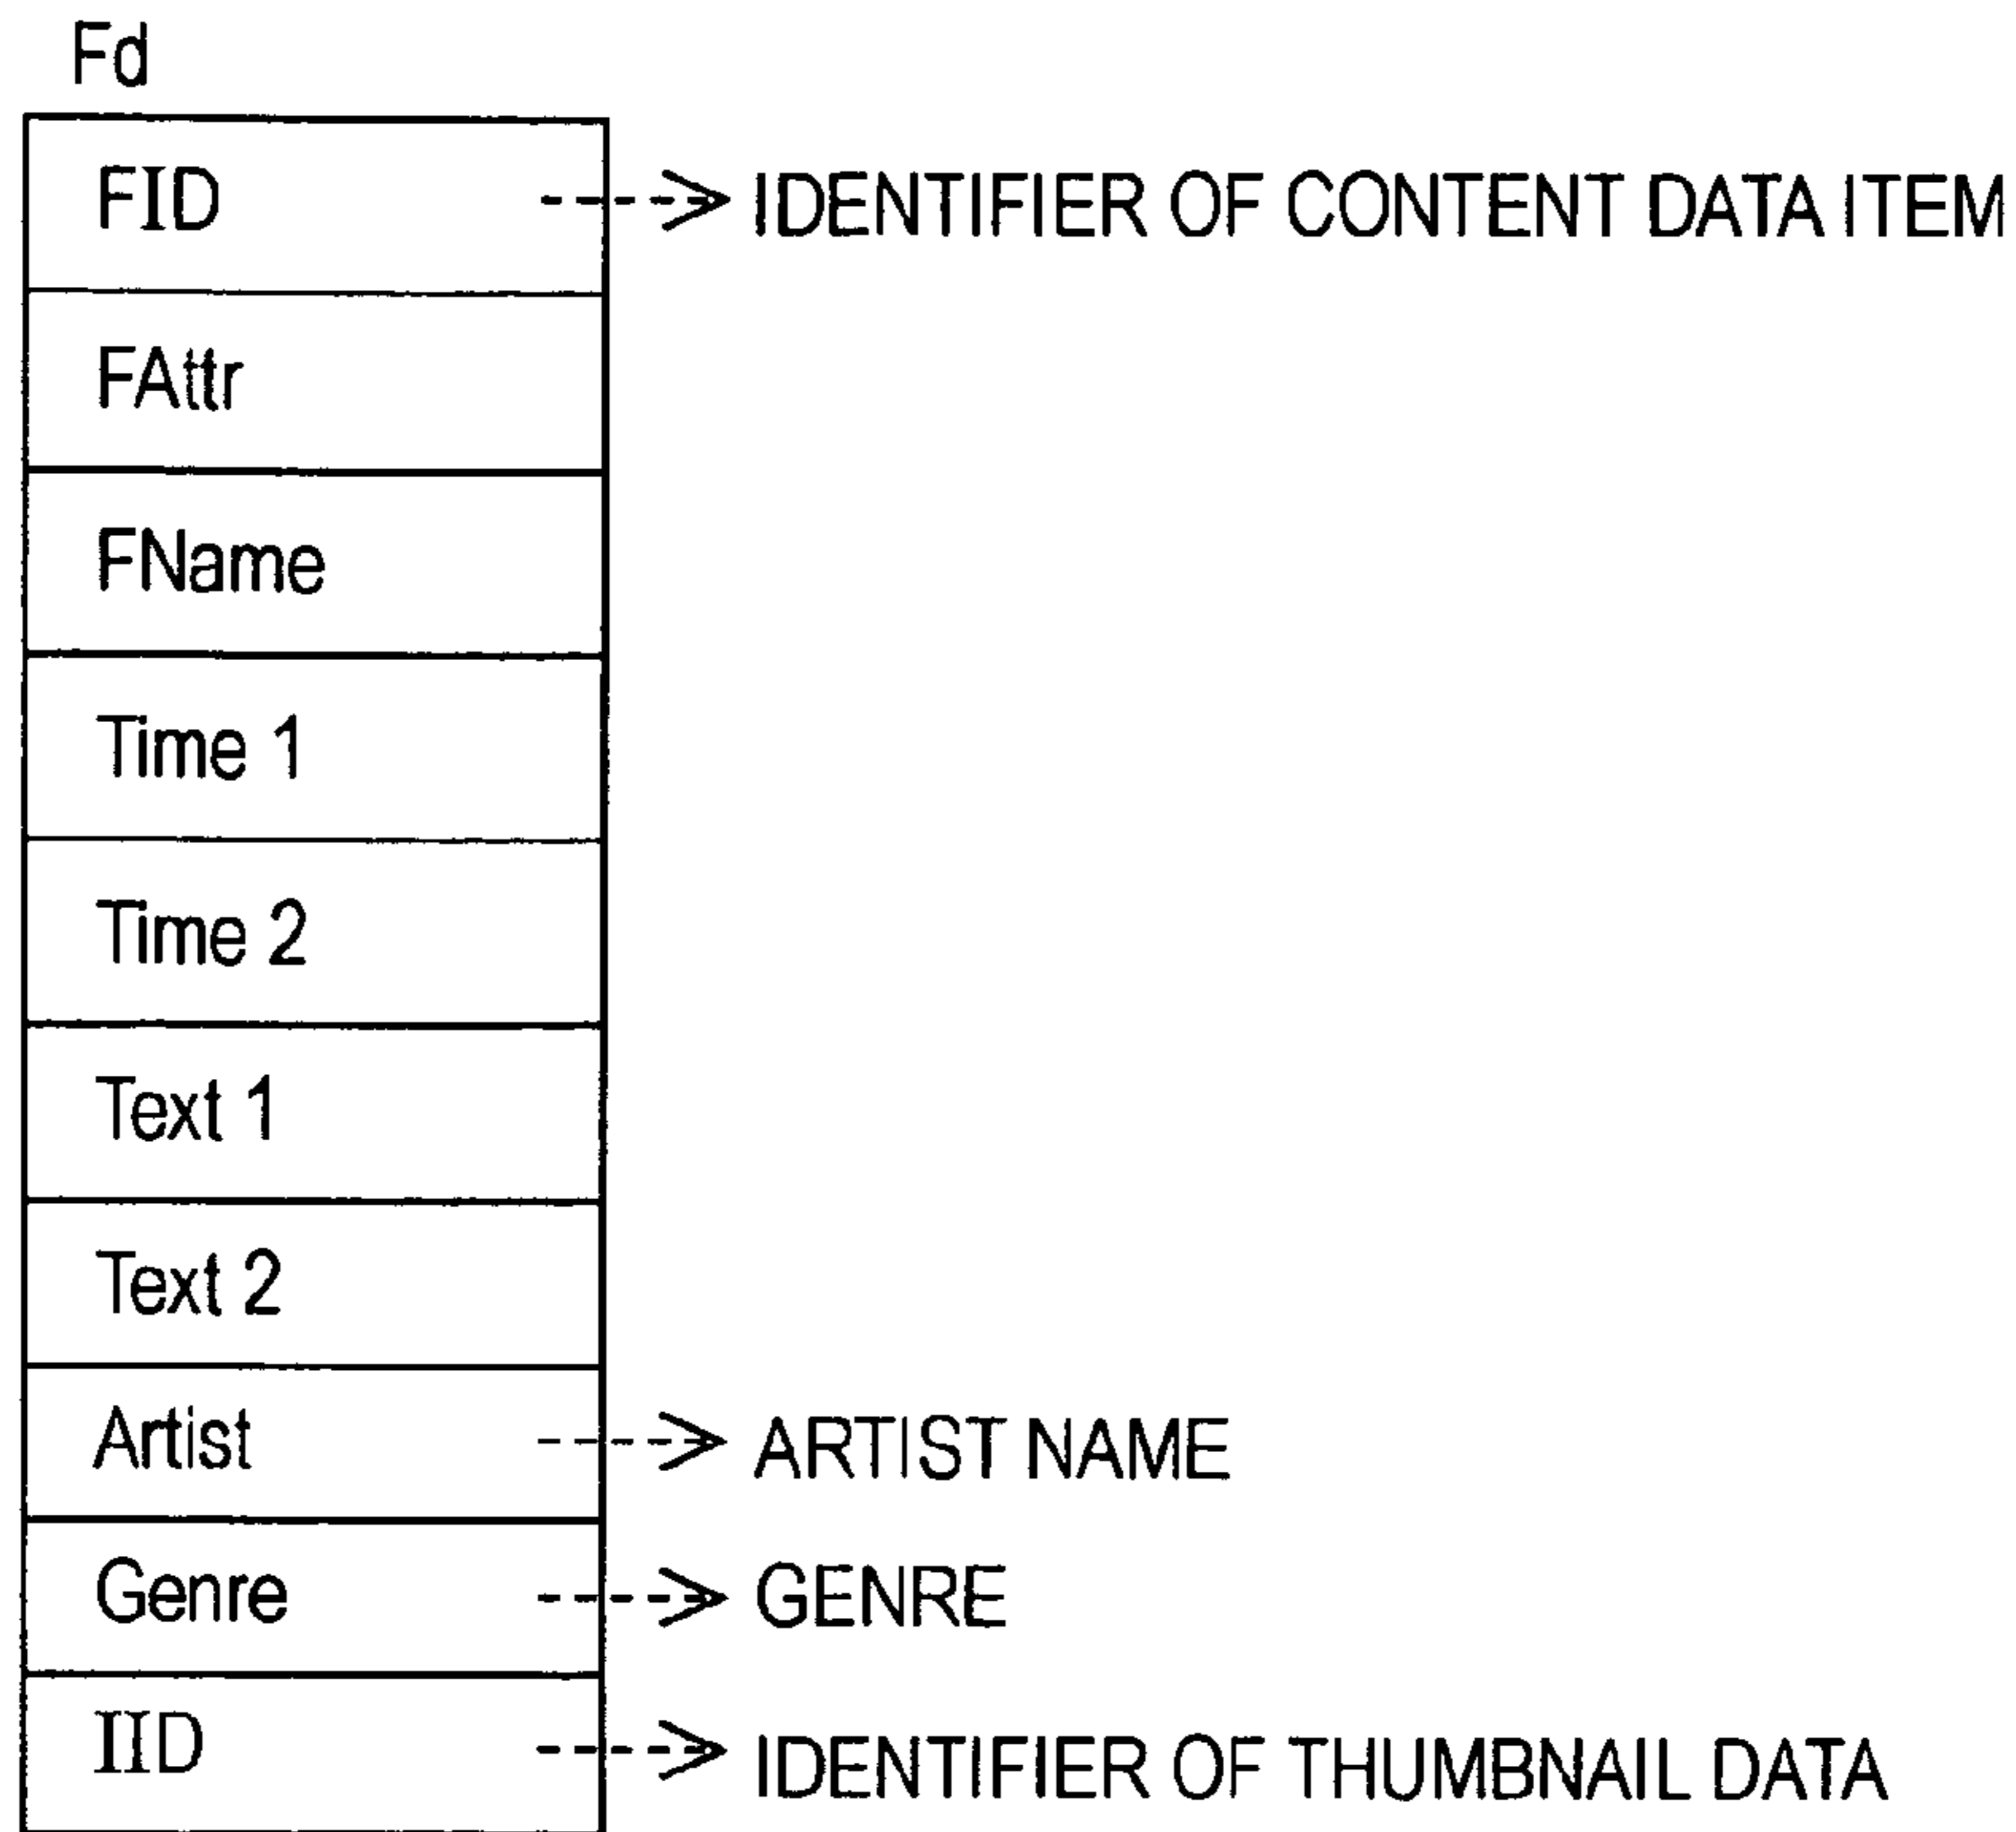 Fd
FID IDENTIFIER OF CONTENT DATA ITEM
FAttr
FName
Time 1
Time 2
Text 1
Text 2
Artist ARTIST NAME
Genre GENRE
IID IDENTIFIER OF THUMBNAIL DATA